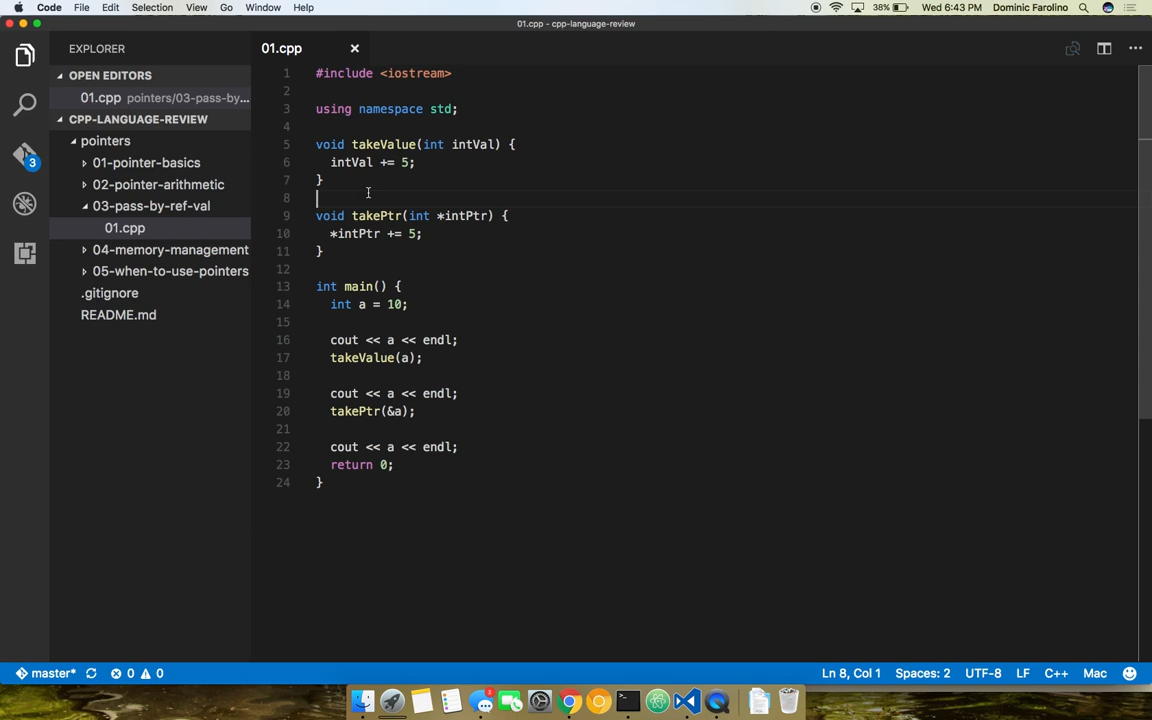 Code File Edit Selection View Go Window Help 38% Wed 6:43 PM Dominic Farolino
01.cpp - cpp-language-review
EXPLORER
OPEN EDITORS
01.cpp pointers/03-pass-by...
CPP-LANGUAGE-REVIEW
pointers
01-pointer-basics
02-pointer-arithmetic
03-pass-by-ref-val
01.cpp
04-memory-management
05-when-to-use-pointers
.gitignore
README.md
3
01.cpp
1 #include <iostream>
2
3 using namespace std;
4
5 void takeValue(int intVal) {
6 intVal += 5;
7 }
8
9 void takePtr(int *intPtr) {
10 *intPtr += 5;
11 }
12
13 int main() {
14 int a = 10;
15
16 cout << a << endl;
17 takeValue(a);
18
19 cout << a << endl;
20 takePtr(&a);
21
22 cout << a << endl;
23 return 0;
24 }
master* 0 0 Ln 8, Col 1 Spaces: 2 UTF-8 LF C++ Mac